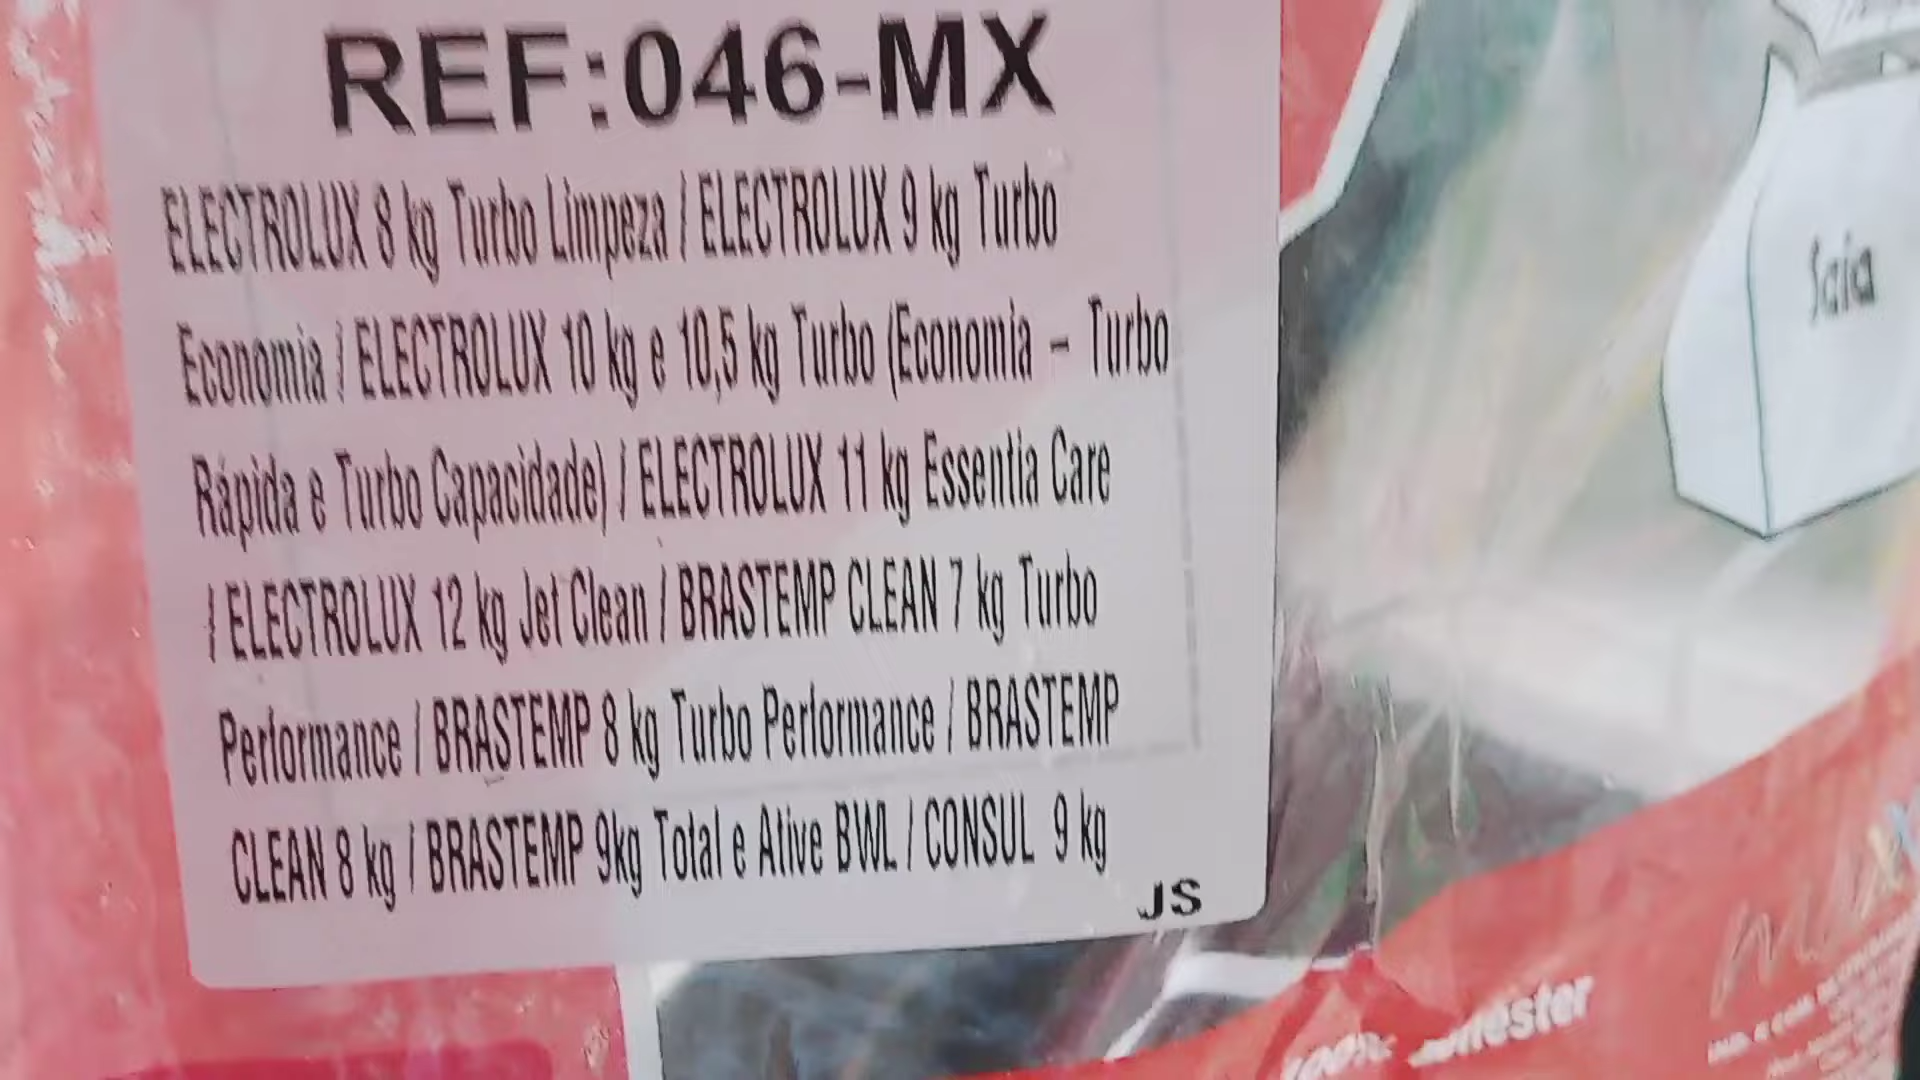 REF:046-MX
ELECTROLUX 8 kg Turbo Limpeza / ELECTROLUX 9 kg Turbo
Economia / ELECTROLUX 10 kg e 10,5 kg Turbo (Economia – Turbo
Rápida e Turbo Capacidade) / ELECTROLUX 11 kg Essentia Care
/ ELECTROLUX 12 kg Jet Clean / BRASTEMP CLEAN 7 kg Turbo
Performance / BRASTEMP 8 kg Turbo Performance / BRASTEMP
CLEAN 8 kg / BRASTEMP 9kg Total e Ative BWL / CONSUL 9 kg
JS
Saia
100%